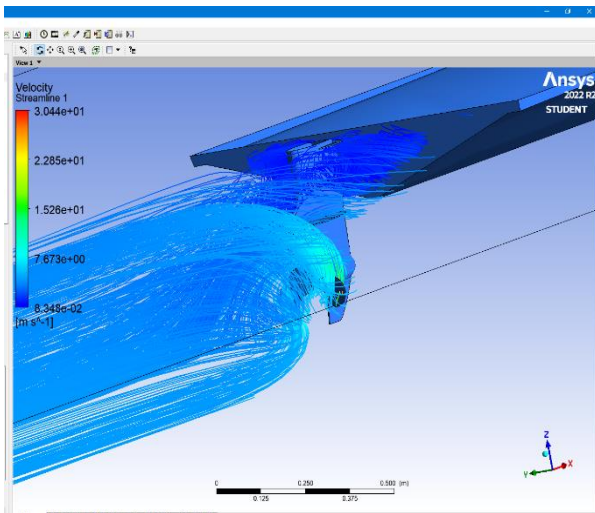 View 1
Ansys
2022 R2
STUDENT
Velocity
Streamline 1
3.044e+01
2.285e+01
1.526e+01
7.673e+00
8.348e-02
[m s^-1]
Z
X
Y
0 0.250 0.500 (m)
0.125 0.375